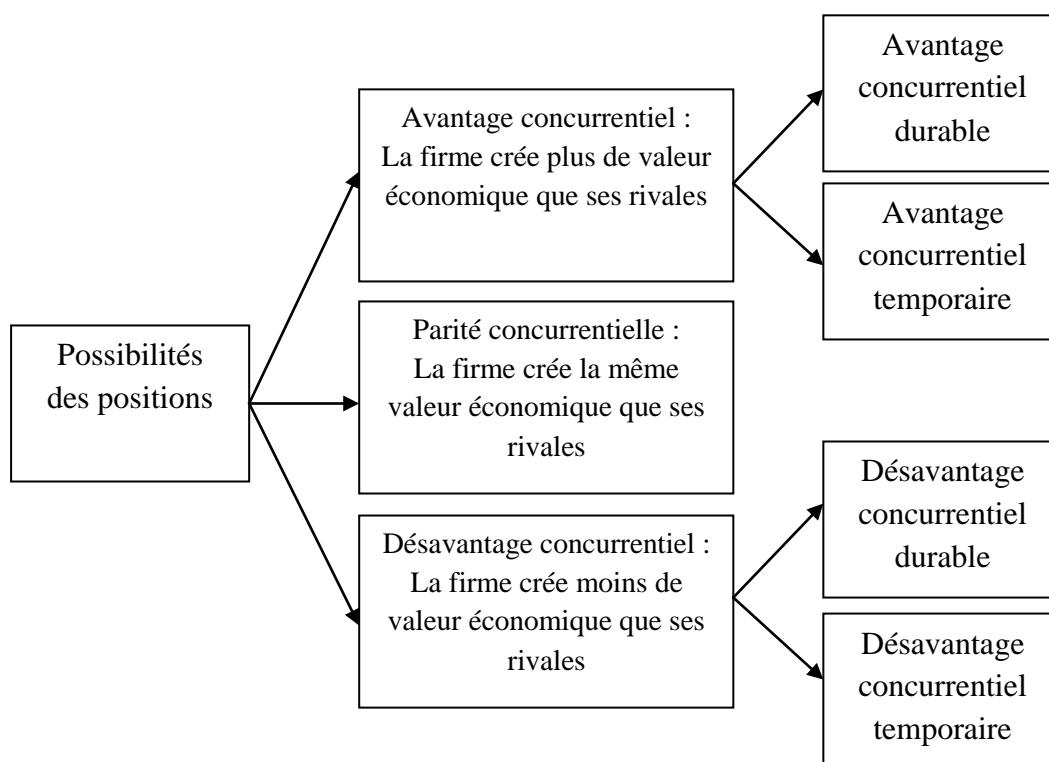 Possibilités
des positions
Avantage concurrentiel :
La firme crée plus de valeur
économique que ses rivales
Parité concurrentielle :
La firme crée la même
valeur économique que ses
rivales
Désavantage concurrentiel :
La firme crée moins de
valeur économique que ses
rivales
Avantage
concurrentiel
durable
Avantage
concurrentiel
temporaire
Désavantage
concurrentiel
durable
Désavantage
concurrentiel
temporaire